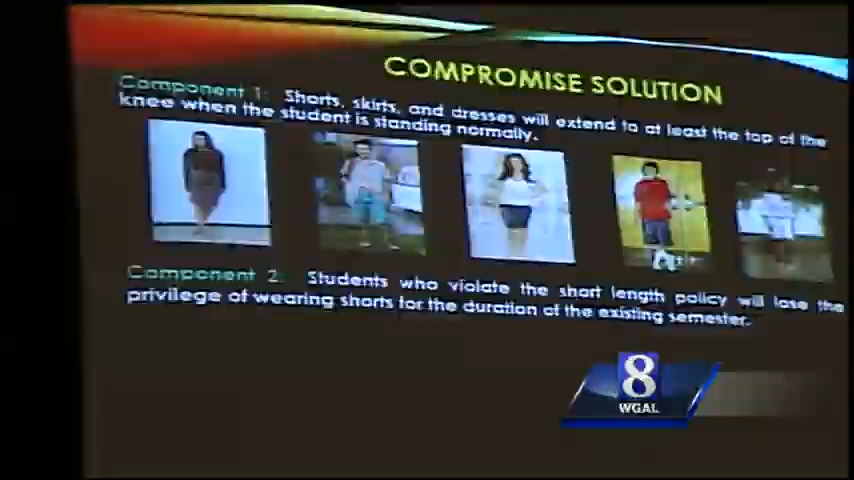 COMPROMISE SOLUTION
Component 1: Shorts, skirts, and dresses will extend to at least the top of the
knee when the student is standing normally.
Component 2: Students who violate the short length policy will lose the
privilege of wearing shorts for the duration of the existing semester.
8
WGAL